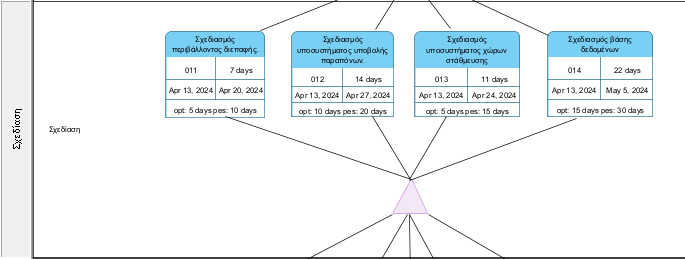 Σχεδίαση
Σχεδίαση
Σχεδιασμός
περιβάλλοντος διεπαφής.
011 7 days
Apr 13, 2024 Apr 20, 2024
opt: 5 days pes: 10 days
Σχεδιασμός
υποσυστήματος υποβολής
παραπόνων.
012 14 days
Apr 13, 2024 Apr 27, 2024
opt: 10 days pes: 20 days
Σχεδιασμός
υποσυστήματος χώρων
στάθμευσης
013 11 days
Apr 13, 2024 Apr 24, 2024
opt: 5 days pes: 15 days
Σχεδιασμός βάσης
δεδομένων
014 22 days
Apr 13, 2024 May 5, 2024
opt: 15 days pes: 30 days